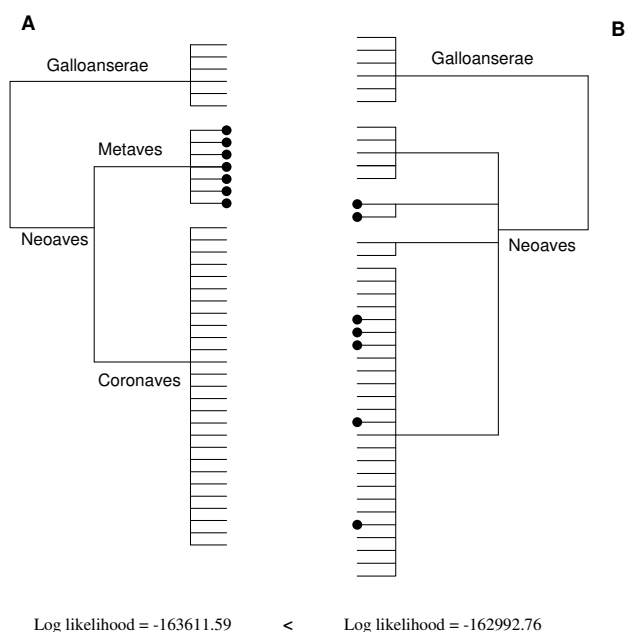 A
B
Galloanserae
Galloanserae
Metaves
Neoaves
Neoaves
Coronaves
Log likelihood = -163611.59 < Log likelihood = -162992.76